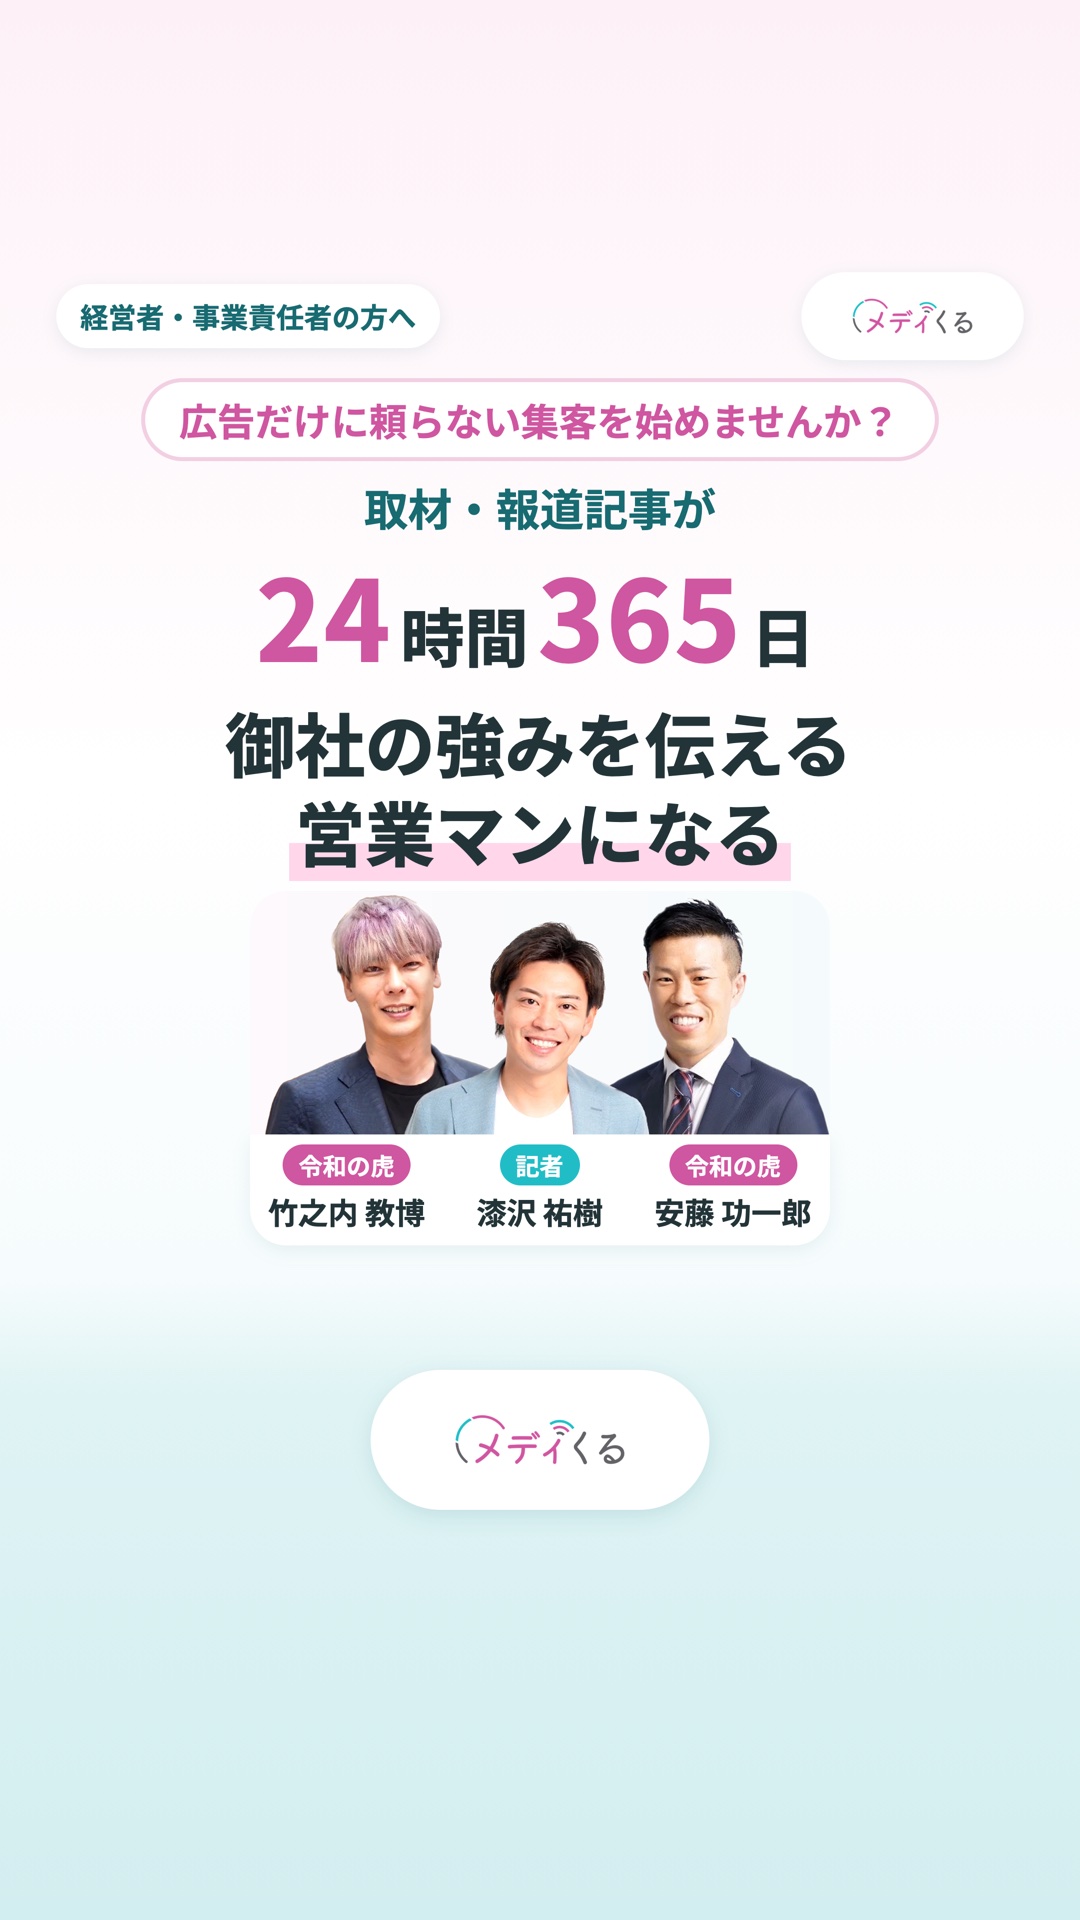 経営者・事業責任者の方へ
メディくる
広告だけに頼らない集客を始めませんか？
取材・報道記事が
24時間365日
御社の強みを伝える
営業マンになる
令和の虎 記者 令和の虎
竹之内 教博 漆沢 祐樹 安藤 功一郎
メディくる